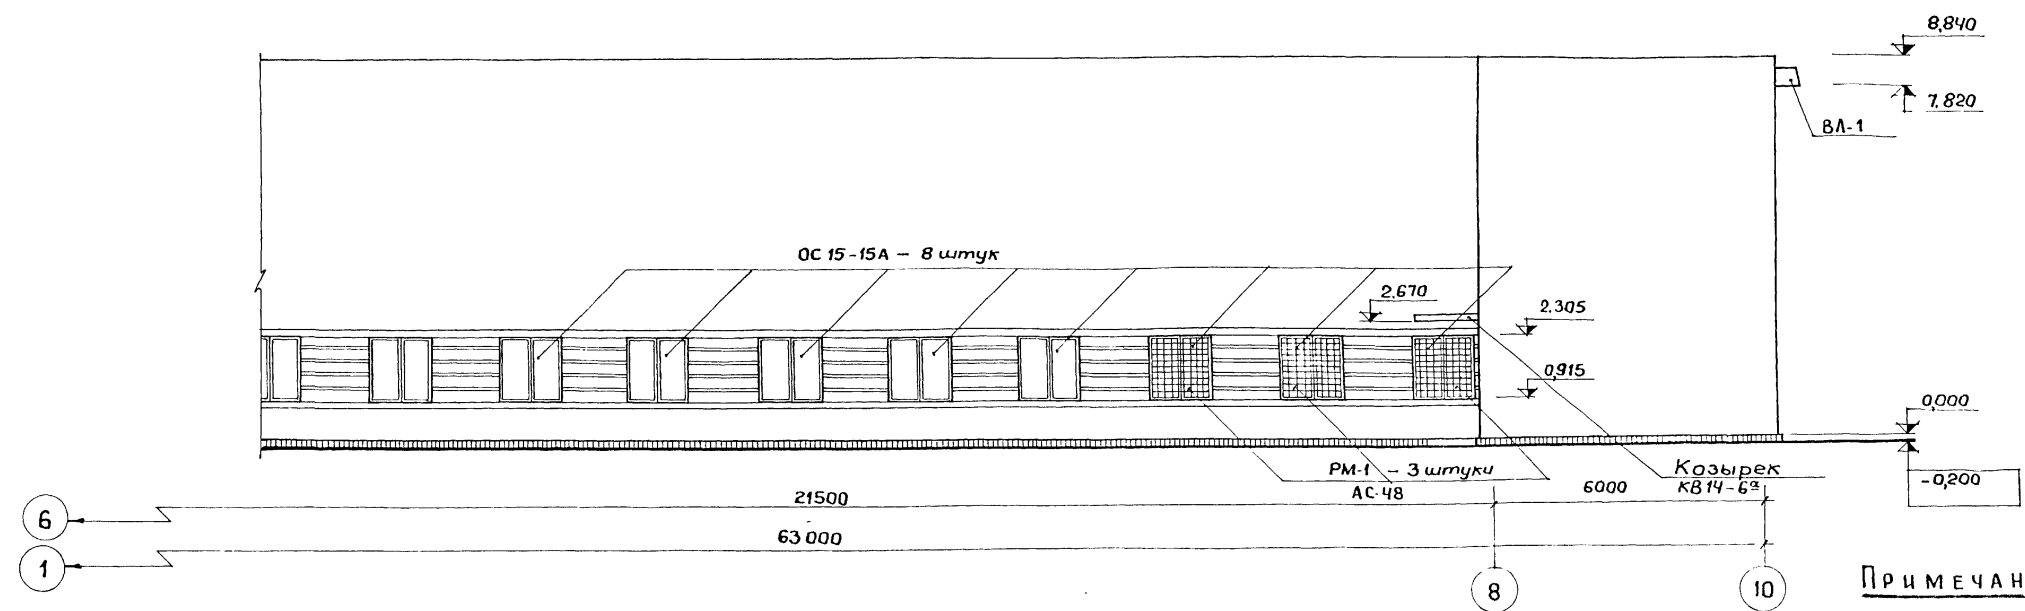 8,840
7.820
ВЛ-1
ОС 15-15А - 8 штук
2.670
2.305
0,915
0,000
РМ-1 - 3 штуки
АС-48
Козырек
КВ14-6а
-0,200
21500
6000
6
63 000
1
8
10
Примечан